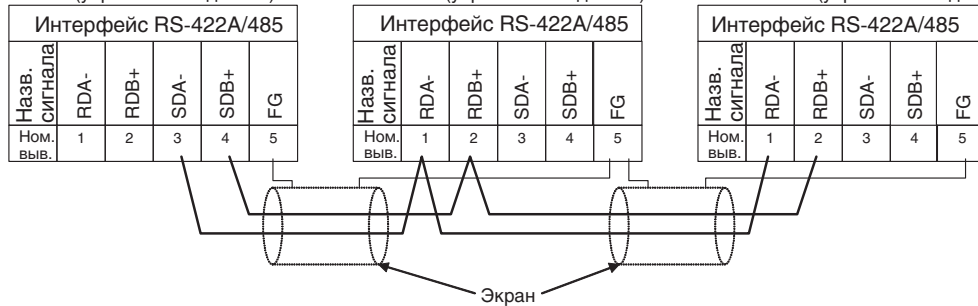 Интерфейс RS-422A/485 Интерфейс RS-422A/485 Интерфейс RS-422A/485
Назв. сигнала RDA- RDB+ SDA- SDB+ FG Назв. сигнала RDA- RDB+ SDA- SDB+ FG Назв. сигнала RDA- RDB+ SDA- SDB+ FG
Ном. выв. 1 2 3 4 5 Ном. выв. 1 2 3 4 5 Ном. выв. 1 2 3 4 5
Экран